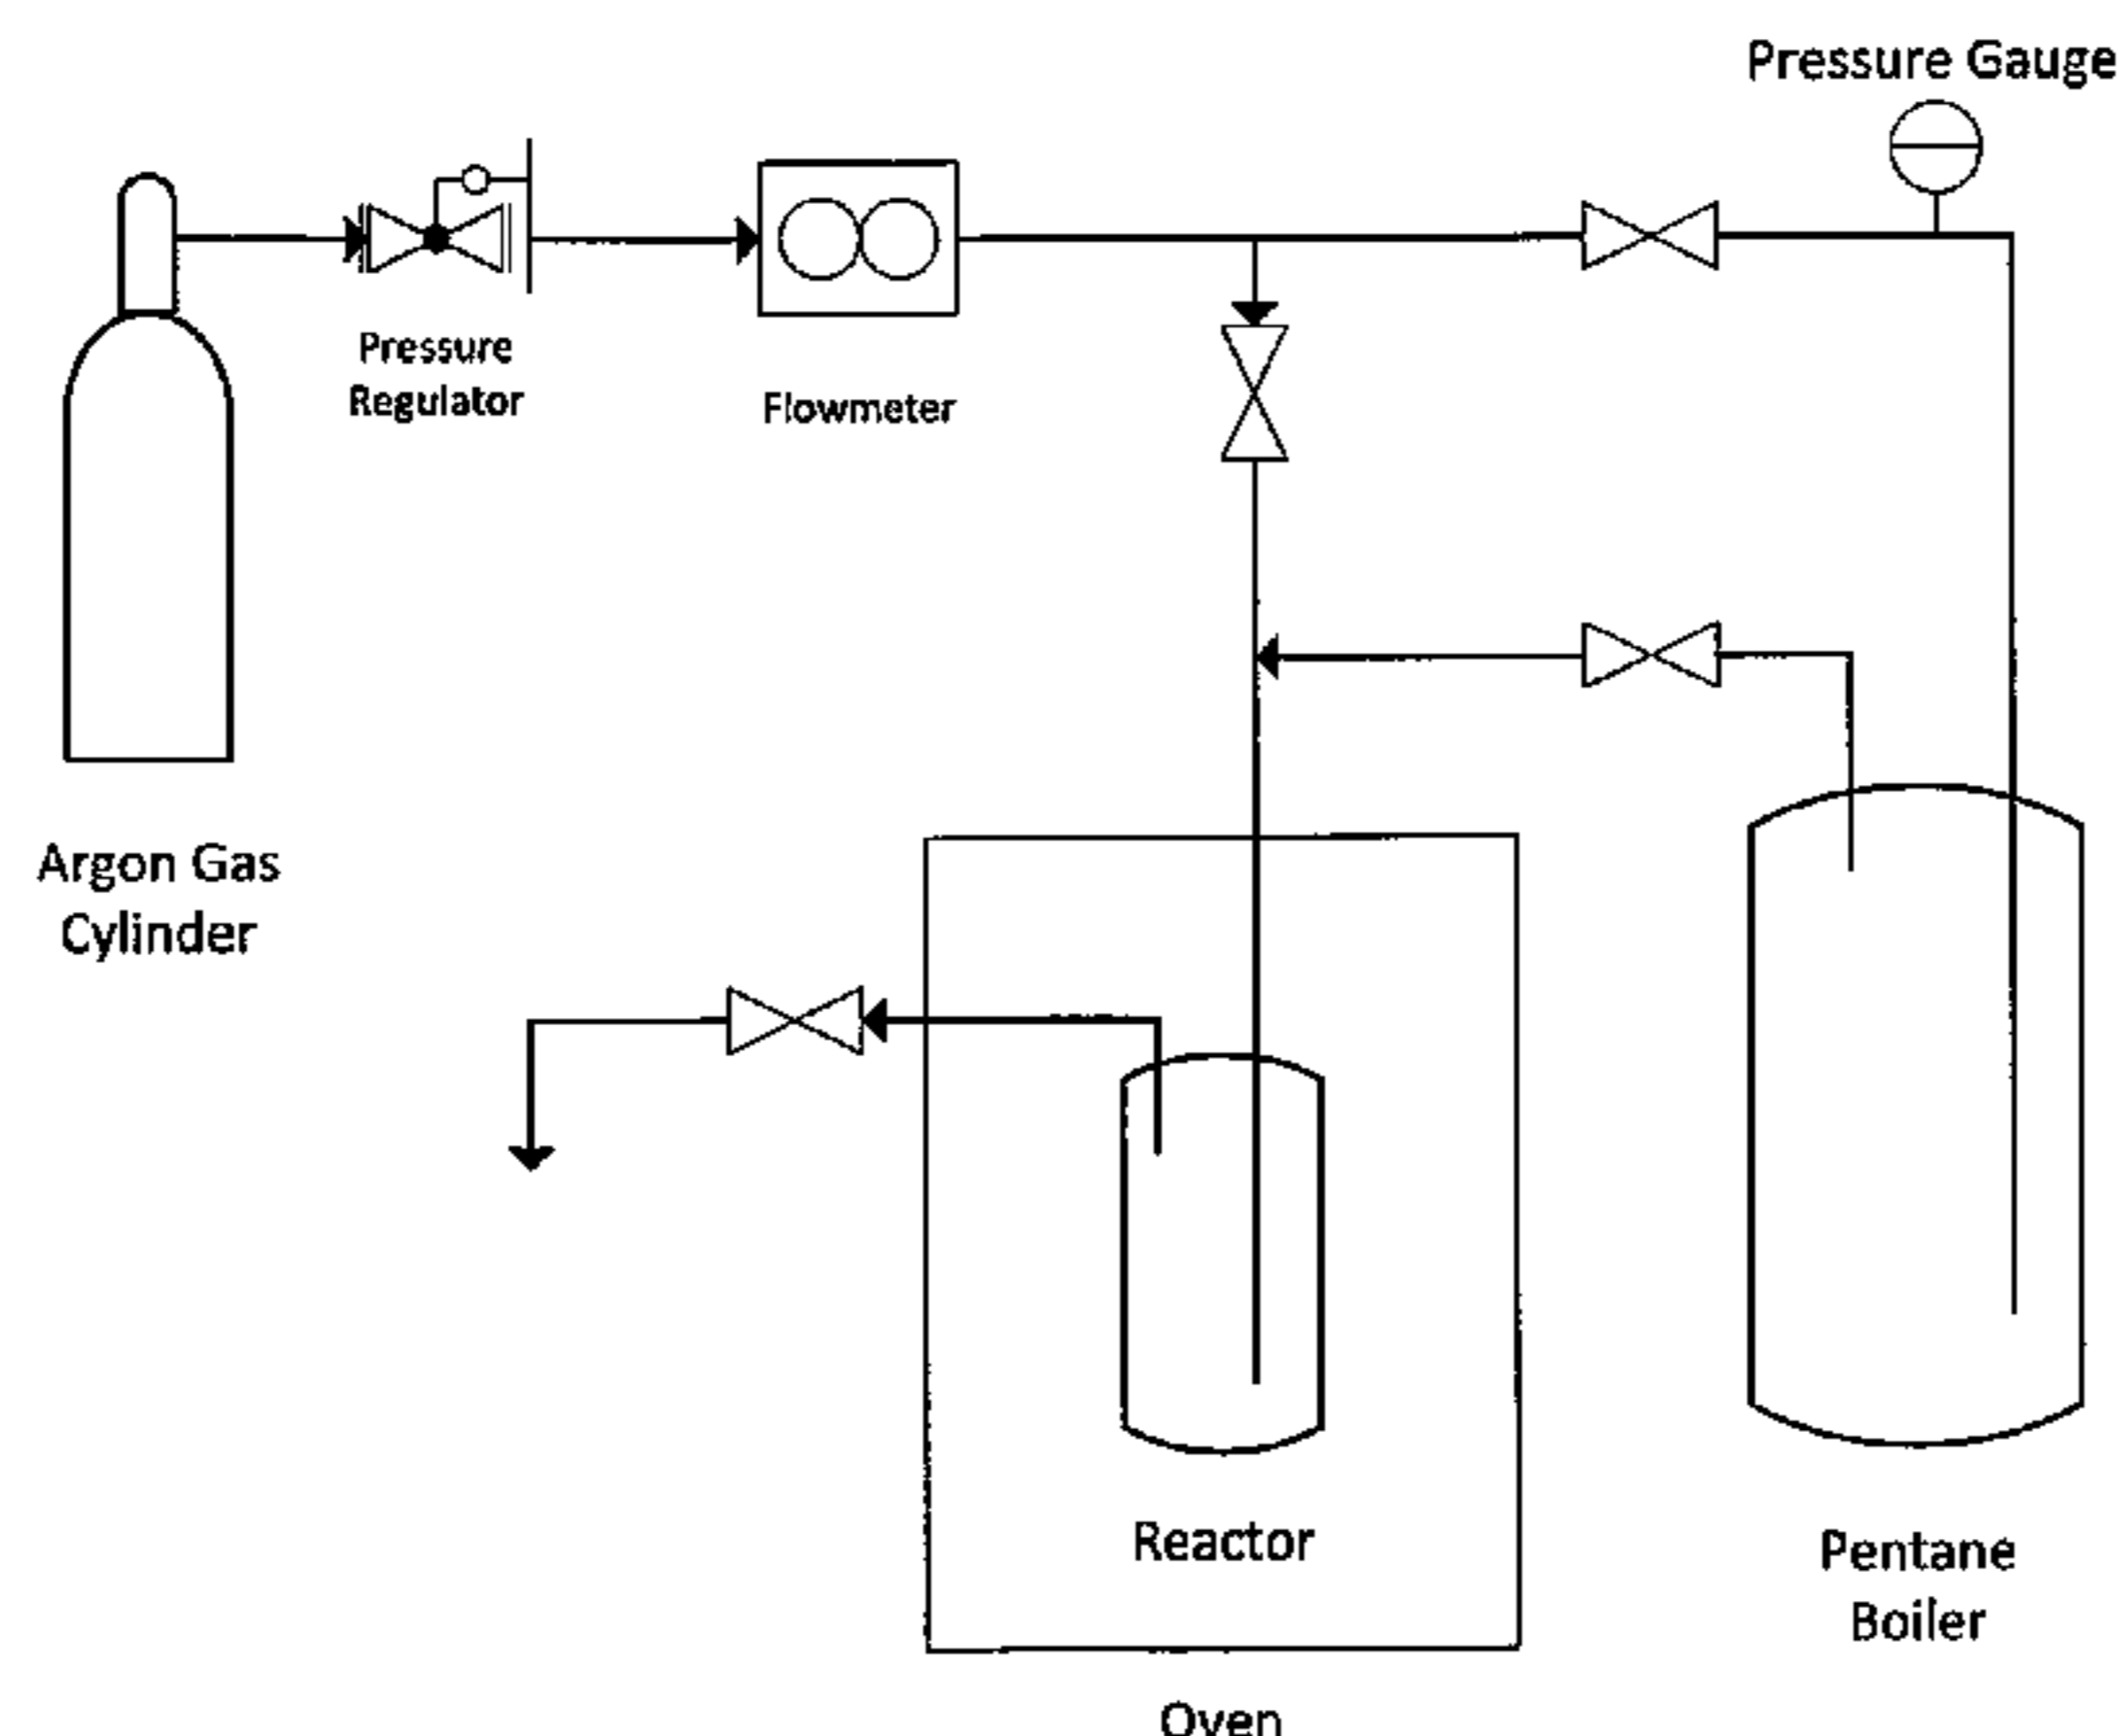 Pressure Gauge
Pressure
Regulator
Flowmeter
Argon Gas
Cylinder
Reactor
Pentane
Boiler
Oven